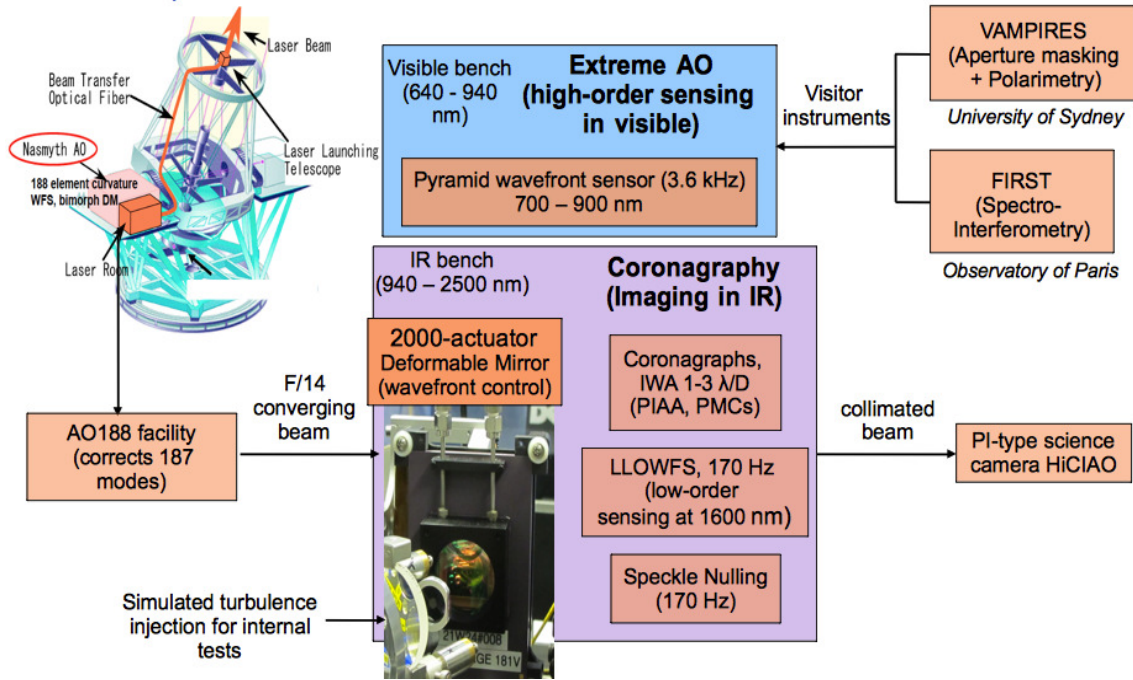 Laser Beam
Beam Transfer
Optical Fiber
Nasmyth AO
188 element curvature
WFS, bimorph DM
Laser Launching
Telescope
Laser Room
Visible bench
(640 - 940
nm)
Extreme AO
(high-order sensing
in visible)
Pyramid wavefront sensor (3.6 kHz)
700 – 900 nm
Visitor
instruments
VAMPIRES
(Aperture masking
+ Polarimetry)
University of Sydney
FIRST
(Spectro-
Interferometry)
Observatory of Paris
IR bench
(940 – 2500 nm)
Coronagraphy
(Imaging in IR)
2000-actuator
Deformable Mirror
(wavefront control)
Coronagraphs,
IWA 1-3 λ/D
(PIAA, PMCs)
LLOWFS, 170 Hz
(low-order
sensing at 1600 nm)
Speckle Nulling
(170 Hz)
F/14
converging
beam
AO188 facility
(corrects 187
modes)
collimated
beam
PI-type science
camera HiCIAO
Simulated turbulence
injection for internal
tests
GE 181V